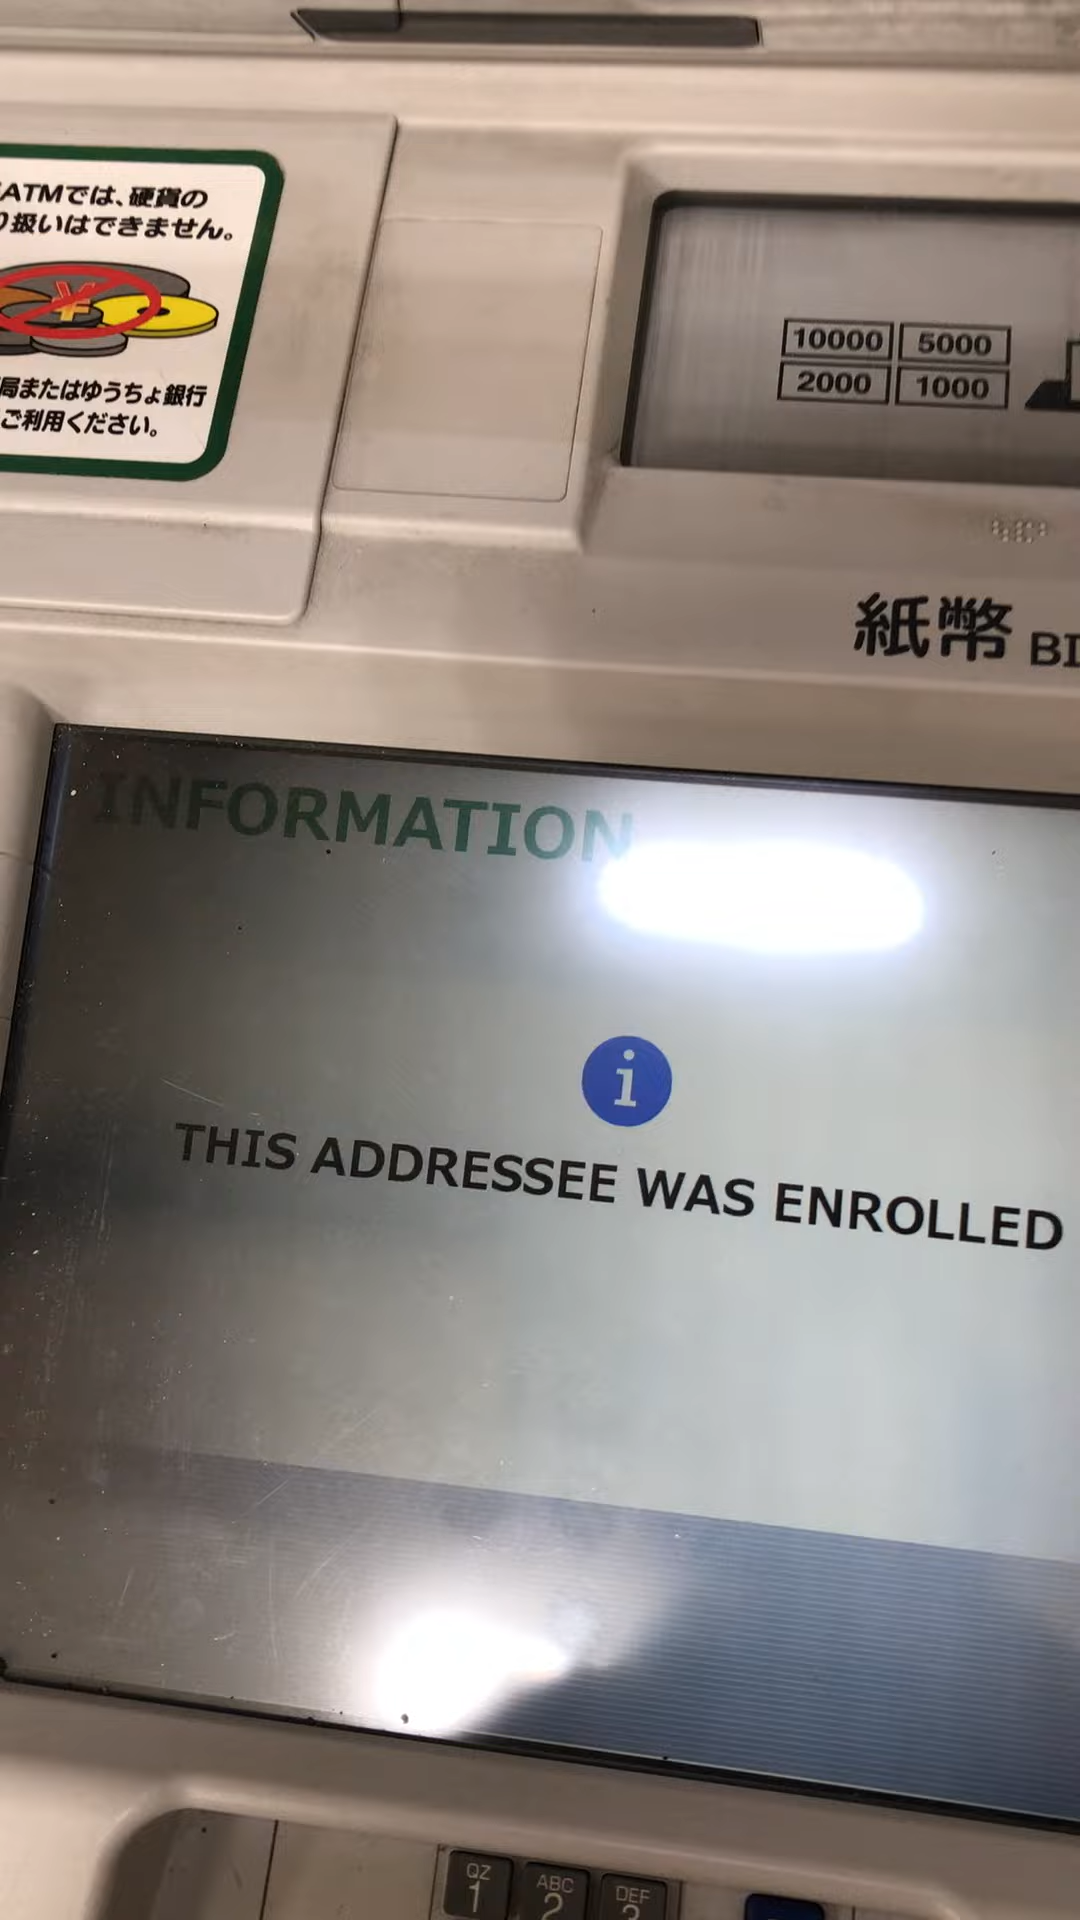 ATMでは、硬貨の
り扱いはできません。
¥
局またはゆうちょ銀行
ご利用ください。
10000 5000
2000 1000
紙幣 BI
INFORMATION
i
THIS ADDRESSEE WAS ENROLLED
QZ ABC DEF
1 2 3